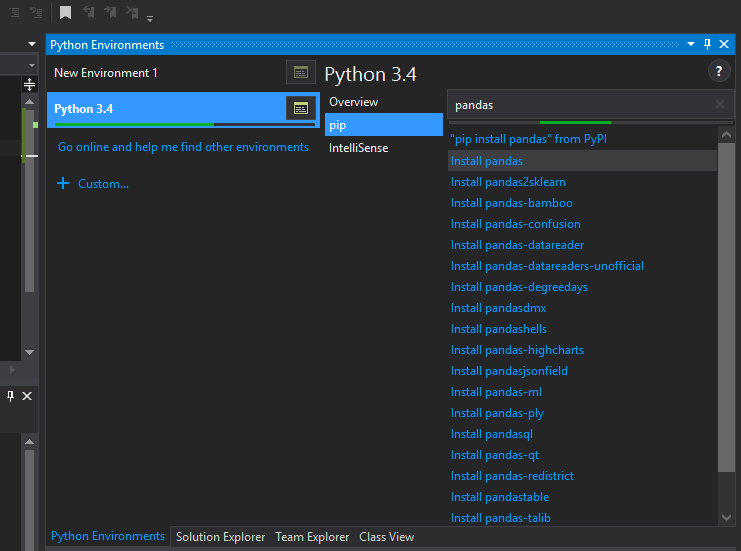 Python Environments
New Environment 1
Python 3.4
Go online and help me find other environments
Custom...
Python 3.4
?
Overview
pip
IntelliSense
pandas
"pip install pandas" from PyPI
Install pandas
Install pandas2sklearn
Install pandas-bamboo
Install pandas-confusion
Install pandas-datareader
Install pandas-datareaders-unofficial
Install pandas-degreedays
Install pandasdmx
Install pandashells
Install pandas-highcharts
Install pandasjsonfield
Install pandas-ml
Install pandas-ply
Install pandasql
Install pandas-qt
Install pandas-redistrict
Install pandastable
Install pandas-talib
Python Environments Solution Explorer Team Explorer Class View